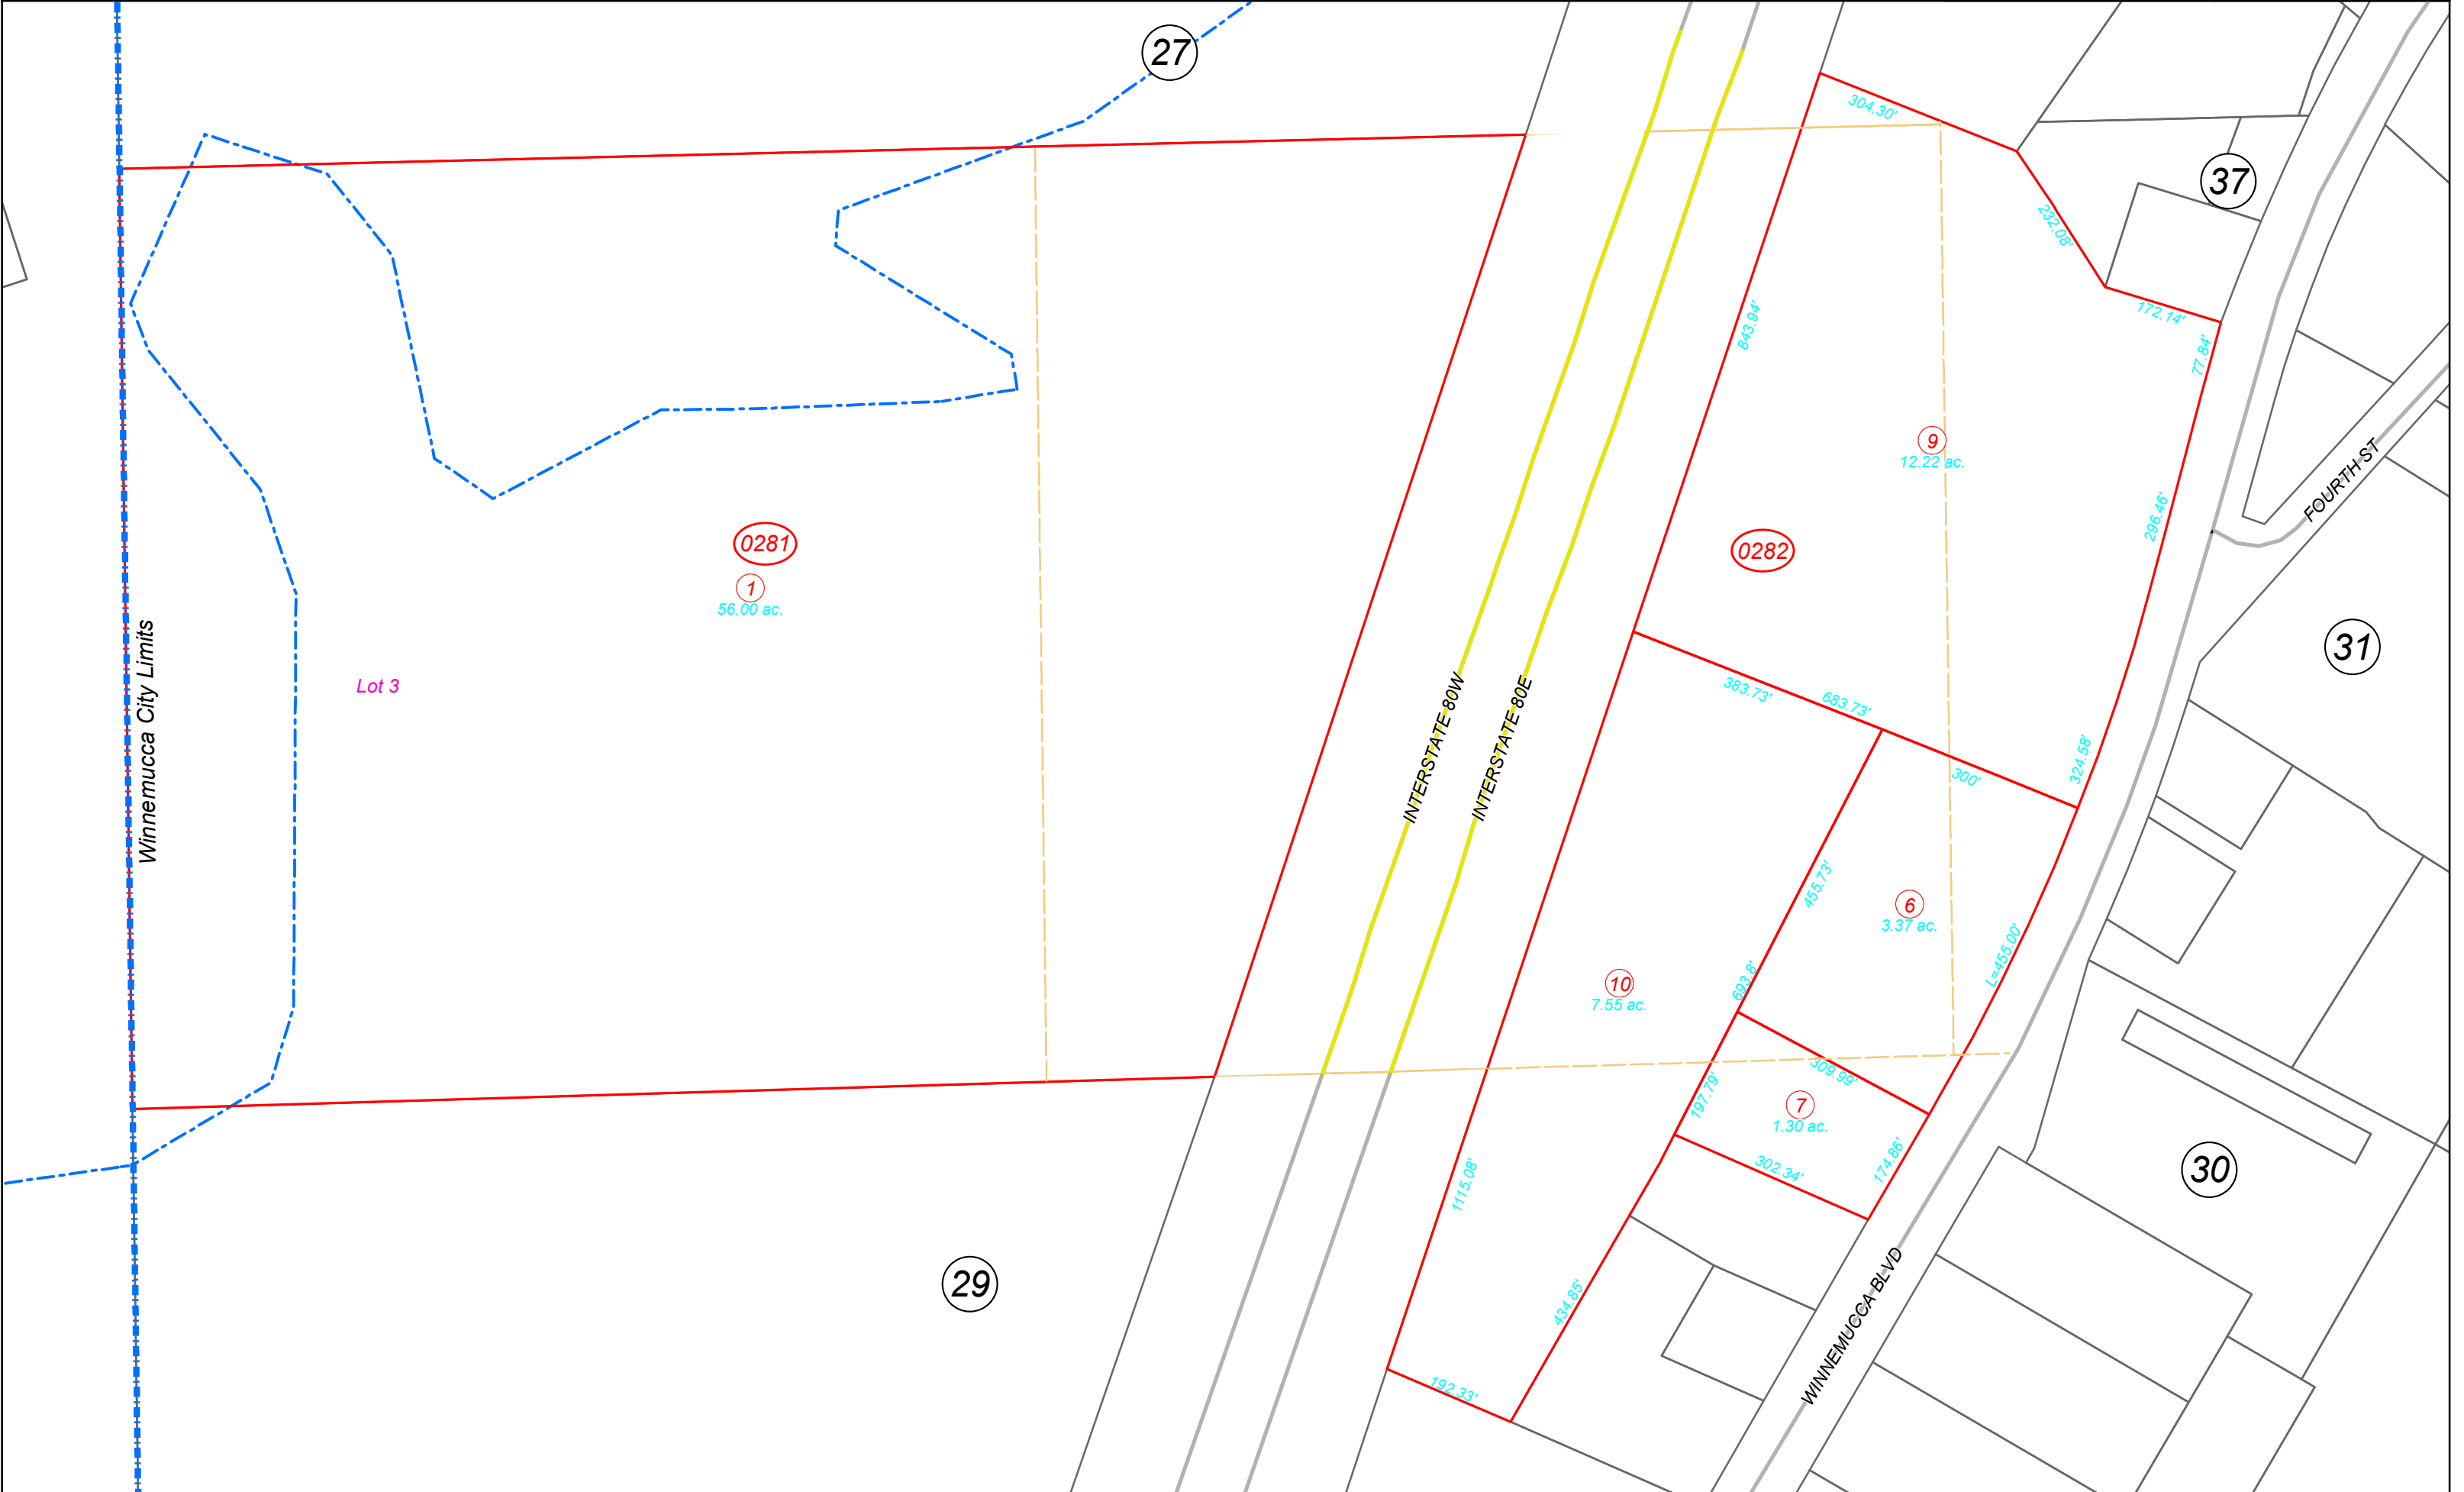 27
304.30'
37
232.08'
172.14'
843.94'
77.84'
9
12.22 ac.
FOURTH ST
296.46'
0281
0282
1
56.00 ac.
31
Winnemucca City Limits
Lot 3
INTERSTATE 80W
INTERSTATE 80E
383.73'
683.73'
324.58'
300'
455.73'
6
3.37 ac.
L=455.00'
693.8'
10
7.55 ac.
309.99'
197.79'
7
1.30 ac.
302.34'
174.86'
1115.08'
30
29
434.85'
WINNEMUCCA BLVD
192.33'